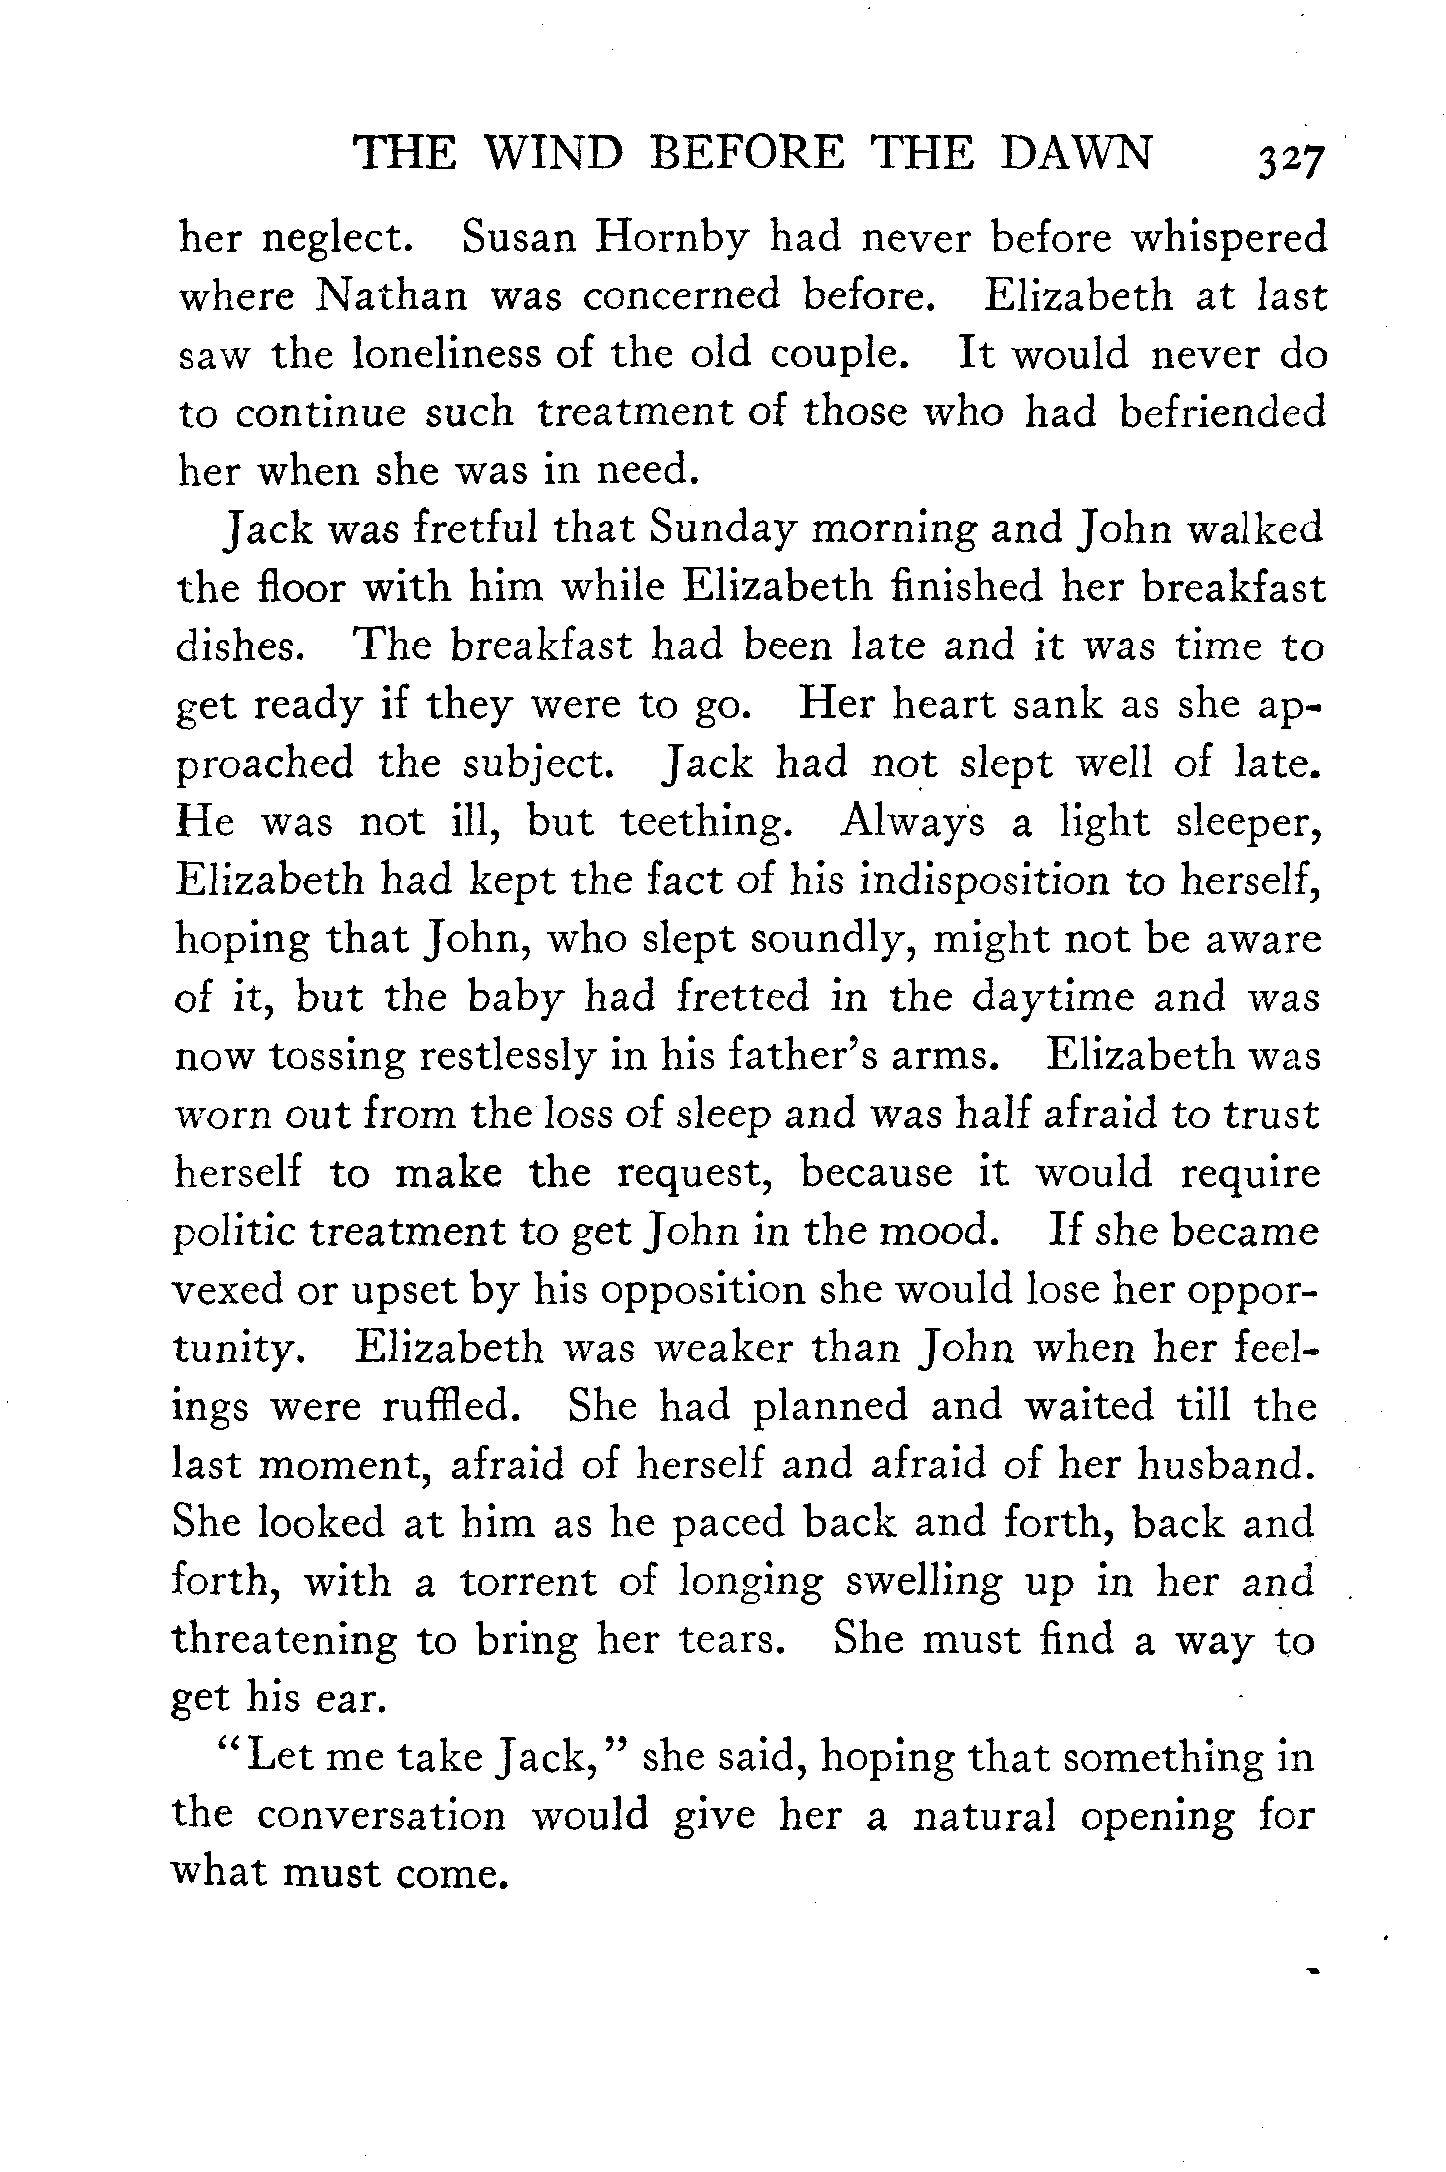 THE WIND BEFORE THE DAWN 327
her neglect. Susan Hornby had never before whispered
where Nathan was concerned before. Elizabeth at last
saw the loneliness of the old couple. It would never do
to continue such treatment of those who had befriended
her when she was in need.
Jack was fretful that Sunday morning and John walked
the floor with him while Elizabeth finished her breakfast
dishes. The breakfast had been late and it was time to
get ready if they were to go. Her heart sank as she ap-
proached the subject. Jack had not slept well of late.
He was not ill, but teething. Always a light sleeper,
Elizabeth had kept the fact of his indisposition to herself,
hoping that John, who slept soundly, might not be aware
of it, but the baby had fretted in the daytime and was
now tossing restlessly in his father's arms. Elizabeth was
worn out from the loss of sleep and was half afraid to trust
herself to make the request, because it would require
politic treatment to get John in the mood. If she became
vexed or upset by his opposition she would lose her oppor-
tunity. Elizabeth was weaker than John when her feel-
ings were ruffled. She had planned and waited till the
last moment, afraid of herself and afraid of her husband.
She looked at him as he paced back and forth, back and
forth, with a torrent of longing swelling up in her and
threatening to bring her tears. She must find a way to
get his ear.
"Let me take Jack," she said, hoping that something in
the conversation would give her a natural opening for
what must come.